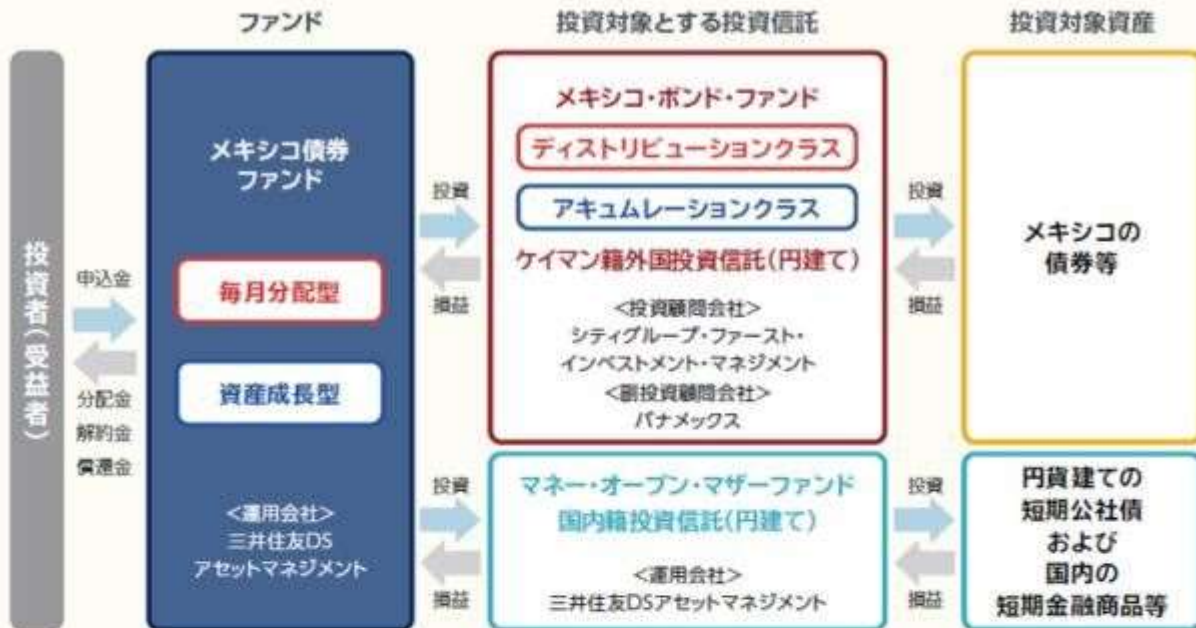 ファンド
投資対象とする投資信託
投資対象資産
投資者(受益者)
申込金
分配金
解約金
償還金
メキシコ債券
ファンド
毎月分配型
資産成長型
<運用会社>
三井住友DS
アセットマネジメント
投資
損益
メキシコ・ボンド・ファンド
ディストリビューションクラス
アキュムレーションクラス
ケイマン籍外国投資信託(円建て)
<投資顧問会社>
シティグループ・ファースト・
インベストメント・マネジメント
<副投資顧問会社>
バナメックス
投資
損益
メキシコの
債券等
投資
損益
マネー・オープン・マザーファンド
国内籍投資信託(円建て)
<運用会社>
三井住友DSアセットマネジメント
投資
損益
円貨建ての
短期公社債
および
国内の
短期金融商品等